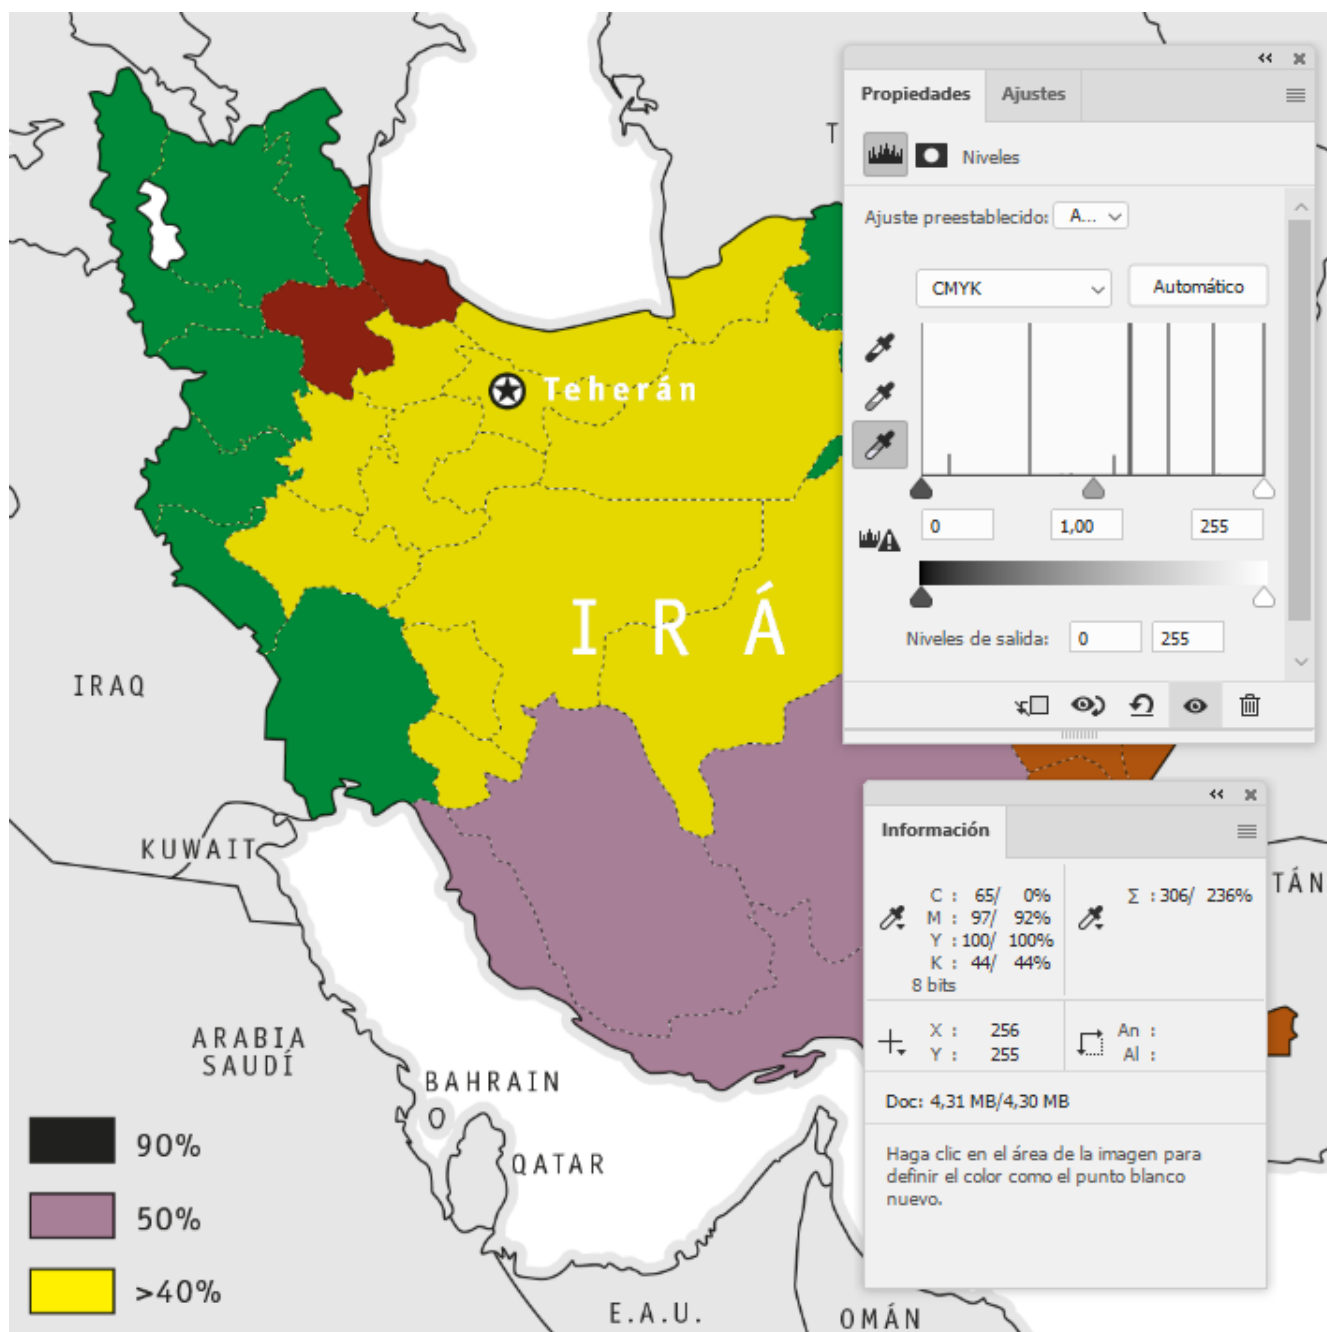 T
Propiedades
Ajustes
Niveles
Ajuste preestablecido:
A...
CMYK
Automático
0
1,00
255
Niveles de salida:
0
255
Teherán
I R Á
IRAQ
KUWAIT
ARABIA
SAUDÍ
BAHRAIN
QATAR
E.A.U.
OMÁN
TÁN
90%
50%
>40%
Información
C : 65/ 0%
M : 97/ 92%
Y : 100/ 100%
K : 44/ 44%
8 bits
Σ : 306/ 236%
X : 256
Y : 255
An :
Al :
Doc: 4,31 MB/4,30 MB
Haga clic en el área de la imagen para
definir el color como el punto blanco
nuevo.